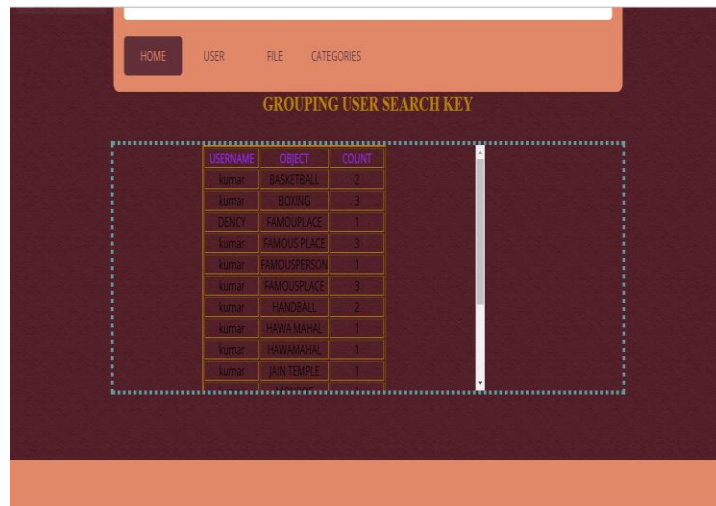 HOME USER FILE CATEGORIES
GROUPING USER SEARCH KEY
USERNAME OBJECT COUNT
kumar BASKETBALL 2
kumar BOXING 3
DENCY FAMOUPLACE 1
kumar FAMOUS PLACE 3
kumar FAMOUSPERSON 1
kumar FAMOUSPLACE 3
kumar HANDBALL 2
kumar HAWA MAHAL 1
kumar HAWAMAHAL 1
kumar JAIN TEMPLE 1